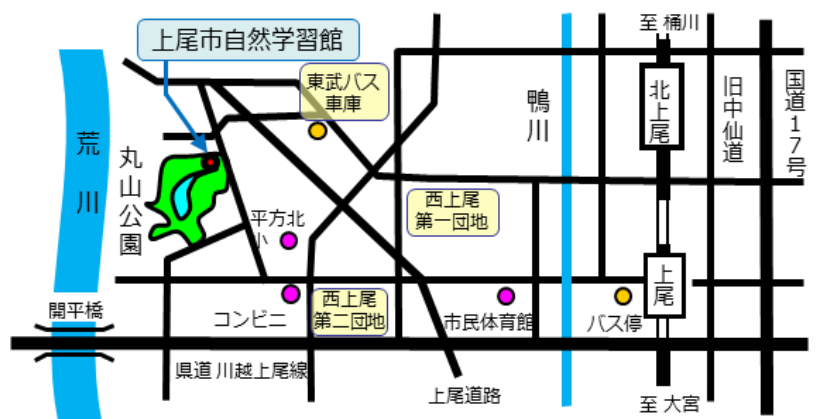 至 桶川
上尾市自然学習館
東武バス
車庫
鴨川
北上尾
旧中仙道
国道17号
荒川
丸山公園
西上尾
第一団地
平方北
小
上尾
開平橋
コンビニ
西上尾
第二団地
市民体育館
バス停
県道 川越上尾線
上尾道路
至 大宮